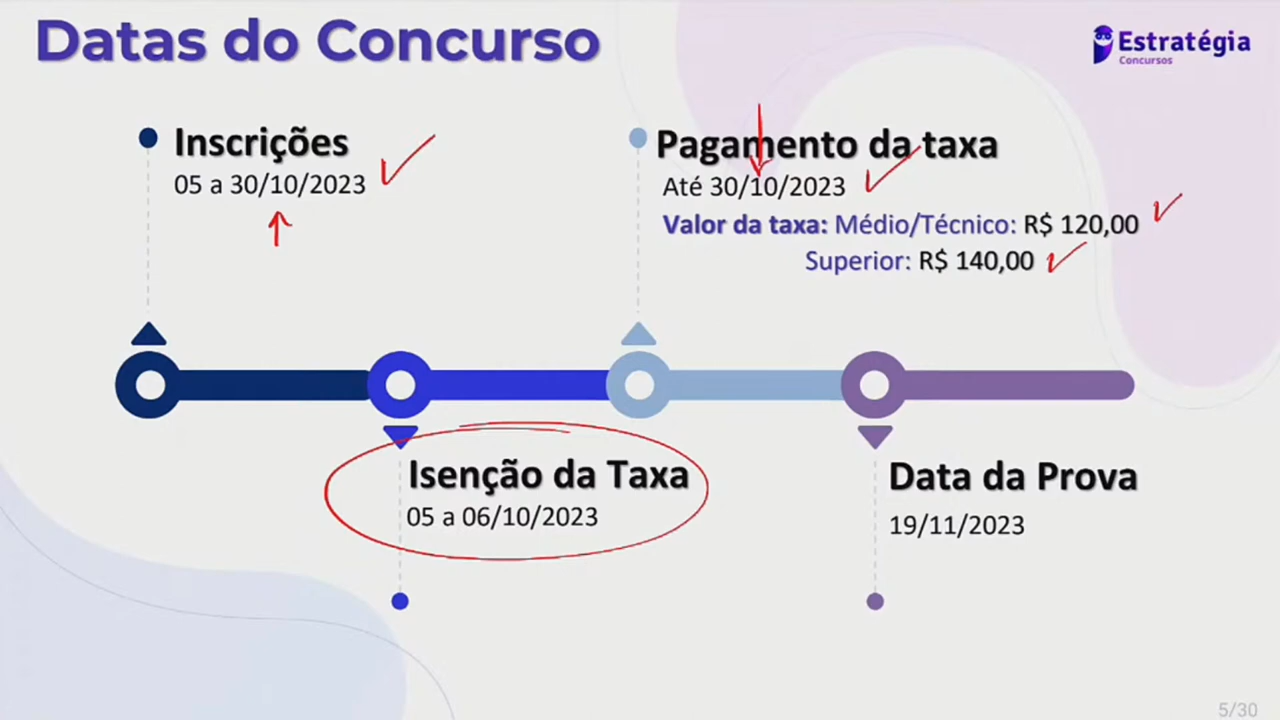 Datas do Concurso
Estratégia
Concursos
Inscrições
05 a 30/10/2023
Pagamento da taxa
Até 30/10/2023
Valor da taxa: Médio/Técnico: R$ 120,00
Superior: R$ 140,00
Isenção da Taxa
05 a 06/10/2023
Data da Prova
19/11/2023
5/30